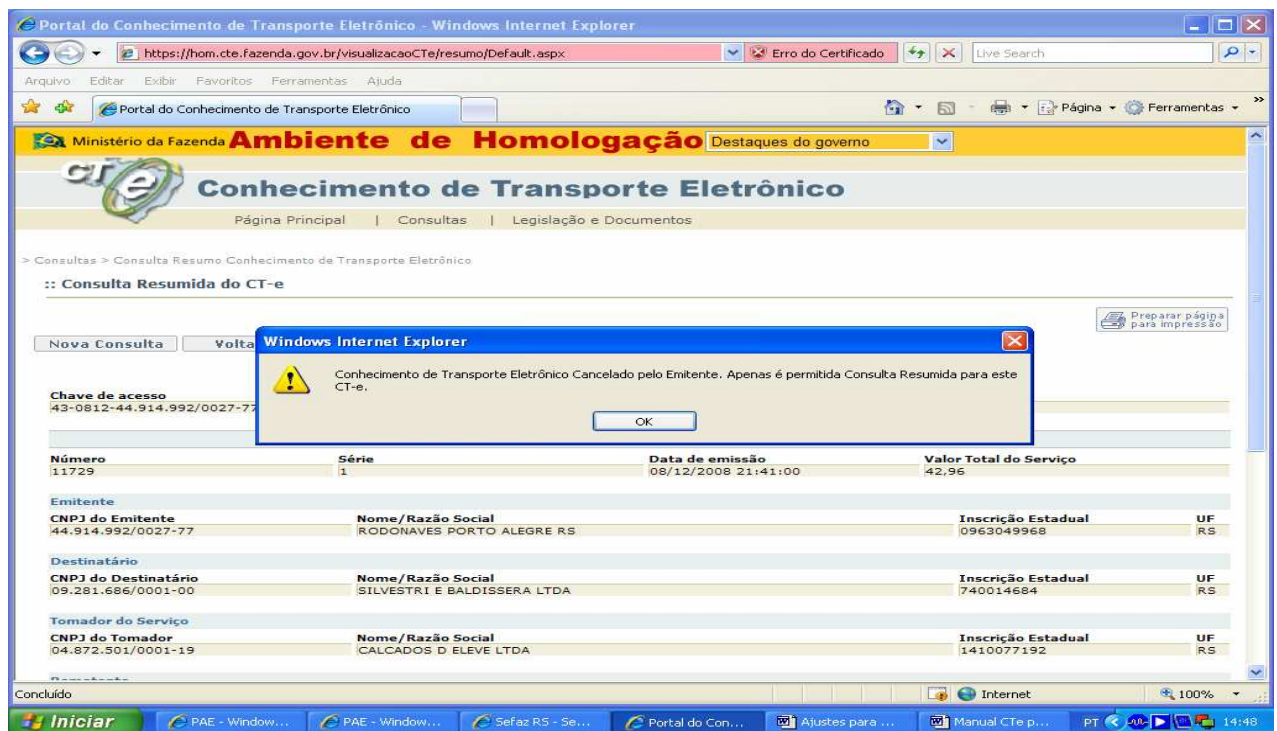 Portal do Conhecimento de Transporte Eletrônico - Windows Internet Explorer
https://hom.cte.fazenda.gov.br/visualizacaoCTe/resumo/Default.aspx Erro do Certificado Live Search
Arquivo Editar Exibir Favoritos Ferramentas Ajuda
Portal do Conhecimento de Transporte Eletrônico Página Ferramentas
Ministério da Fazenda Ambiente de Homologação Destaques do governo
CTe Conhecimento de Transporte Eletrônico
Página Principal | Consultas | Legislação e Documentos
> Consultas > Consulta Resumo Conhecimento de Transporte Eletrônico
:: Consulta Resumida do CT-e
Preparar página
para impressão
Nova Consulta Volta
Windows Internet Explorer
Conhecimento de Transporte Eletrônico Cancelado pelo Emitente. Apenas é permitida Consulta Resumida para este
CT-e.
OK
Chave de acesso
43-0812-44.914.992/0027-77
Número Série Data de emissão Valor Total do Serviço
11729 1 08/12/2008 21:41:00 42,96
Emitente
CNPJ do Emitente Nome/Razão Social Inscrição Estadual UF
44.914.992/0027-77 RODONAVES PORTO ALEGRE RS 0963049968 RS
Destinatário
CNPJ do Destinatário Nome/Razão Social Inscrição Estadual UF
09.281.686/0001-00 SILVESTRI E BALDISSERA LTDA 740014684 RS
Tomador do Serviço
CNPJ do Tomador Nome/Razão Social Inscrição Estadual UF
04.872.501/0001-19 CALCADOS D ELEVE LTDA 1410077192 RS
Concluído Internet 100%
Iniciar PAE - Window... PAE - Window... Sefaz RS - Se... Portal do Con... Ajustes para ... Manual CTe p... PT 14:48